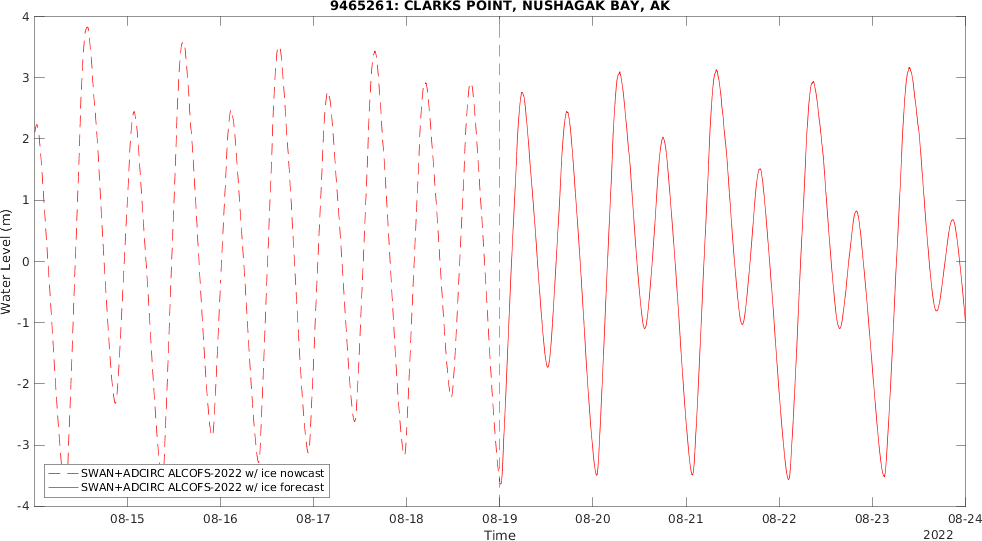 9465261: CLARKS POINT, NUSHAGAK BAY, AK
4
3
2
1
0
-1
-2
-3
-4
Water Level (m)
SWAN+ADCIRC ALCOFS-2022 w/ ice nowcast
SWAN+ADCIRC ALCOFS-2022 w/ ice forecast
08-15 08-16 08-17 08-18 08-19 08-20 08-21 08-22 08-23 08-24
Time
2022